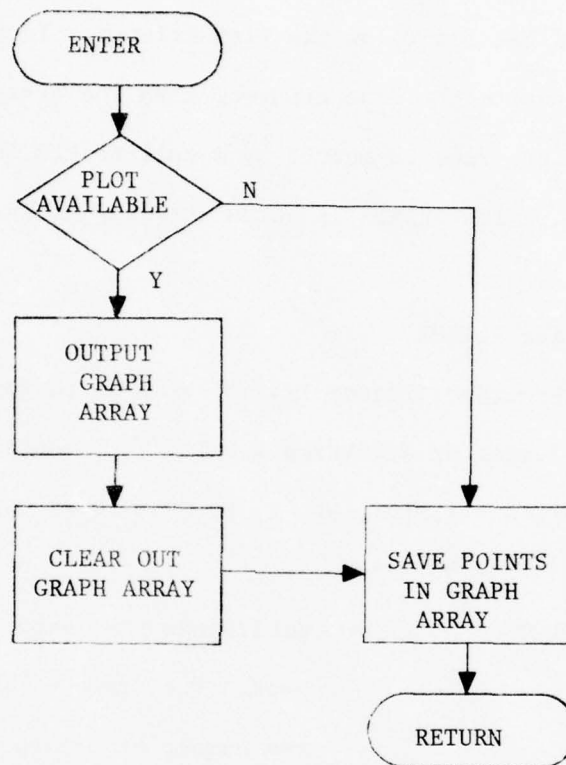 ENTER
PLOT
AVAILABLE
N
Y
OUTPUT
GRAPH
ARRAY
CLEAR OUT
GRAPH ARRAY
SAVE POINTS
IN GRAPH
ARRAY
RETURN